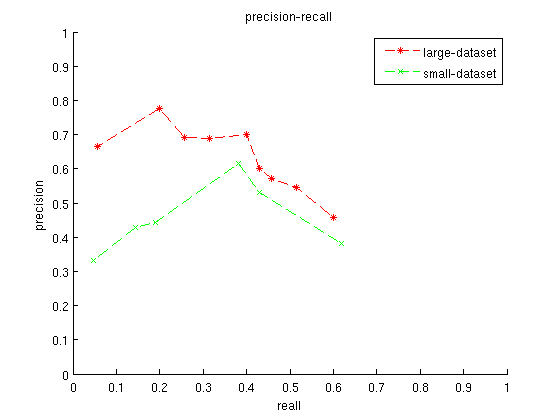 precision-recall
large-dataset
small-dataset
precision
1
0.9
0.8
0.7
0.6
0.5
0.4
0.3
0.2
0.1
0
0 0.1 0.2 0.3 0.4 0.5 0.6 0.7 0.8 0.9 1
reall